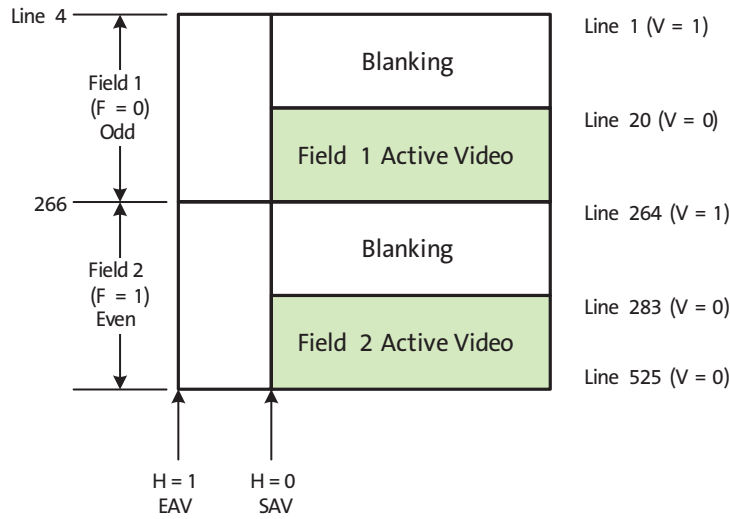 Line 4
Field 1
(F = 0)
Odd
266
Field 2
(F = 1)
Even
Blanking
Field 1 Active Video
Blanking
Field 2 Active Video
Line 1 (V = 1)
Line 20 (V = 0)
Line 264 (V = 1)
Line 283 (V = 0)
Line 525 (V = 0)
H = 1
EAV
H = 0
SAV